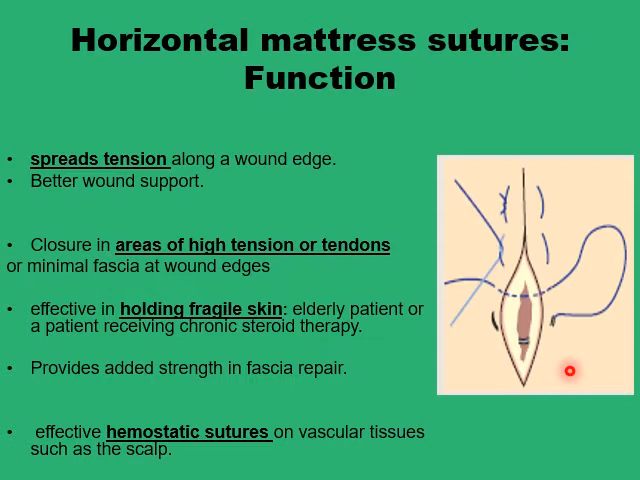 Horizontal mattress sutures:
Function
• spreads tension along a wound edge.
• Better wound support.
• Closure in areas of high tension or tendons
or minimal fascia at wound edges
• effective in holding fragile skin: elderly patient or
a patient receiving chronic steroid therapy.
• Provides added strength in fascia repair.
• effective hemostatic sutures on vascular tissues
such as the scalp.